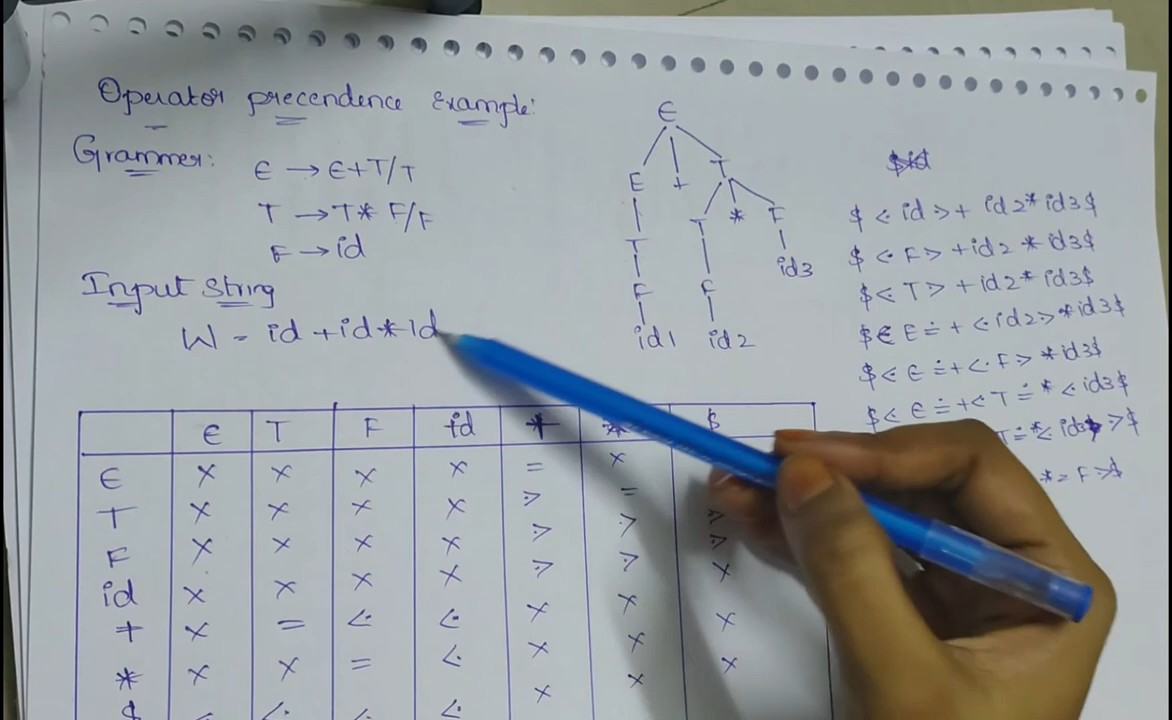 Operator precendence Example:
Grammer: E → E+T/T
T → T* F/F
F → id
Input String
W - id + id * id
E
E + T
T T * F
F F id3
id1 id2
$ <· id ·> + id2* id3$
$ <· F> +id2 * id3$
$ < T> + id2* id3$
$ < E ≐ + <·id2·> *id3$
$ < E ≐ + <· F> *id3$
$ < E ≐ +<· T ≐ * < id3$
T ≐ *< id3 ·>$
* = F ·>$
E T F id + * $
E × × × × = ×
T × × × × ·> =
F × × × × ·> ·> ·>
id × × × × ·> ·> ·>
+ × = <· <· × × ×
* × × = <· × × ×
$ <· <· <· <· × × ×